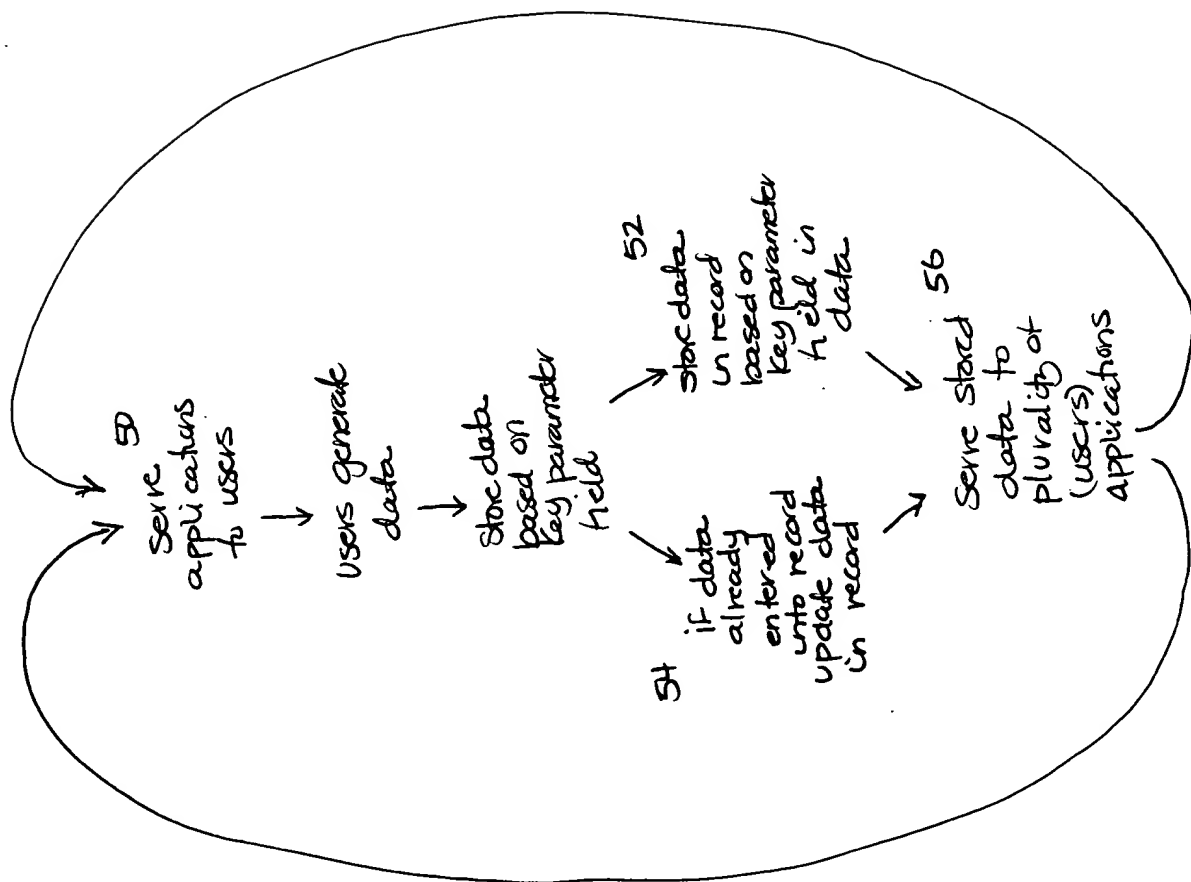 Serve 50
applications
to users
users generate
data
store data
based on
key parameter
field
54
if data
already
entered
into record
update data
in record
52
store data
in record
based on
key parameter
field in
data
Serve stored 56
data to
plurality of
(users)
applications